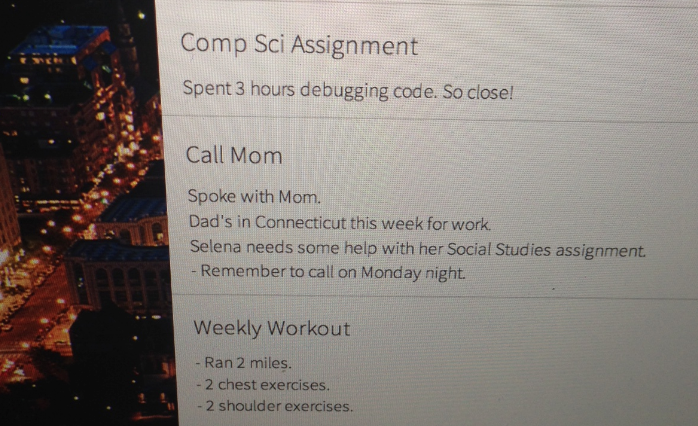 Comp Sci Assignment
Spent 3 hours debugging code. So close!
Call Mom
Spoke with Mom.
Dad's in Connecticut this week for work.
Selena needs some help with her Social Studies assignment.
- Remember to call on Monday night.
Weekly Workout
- Ran 2 miles.
- 2 chest exercises.
- 2 shoulder exercises.